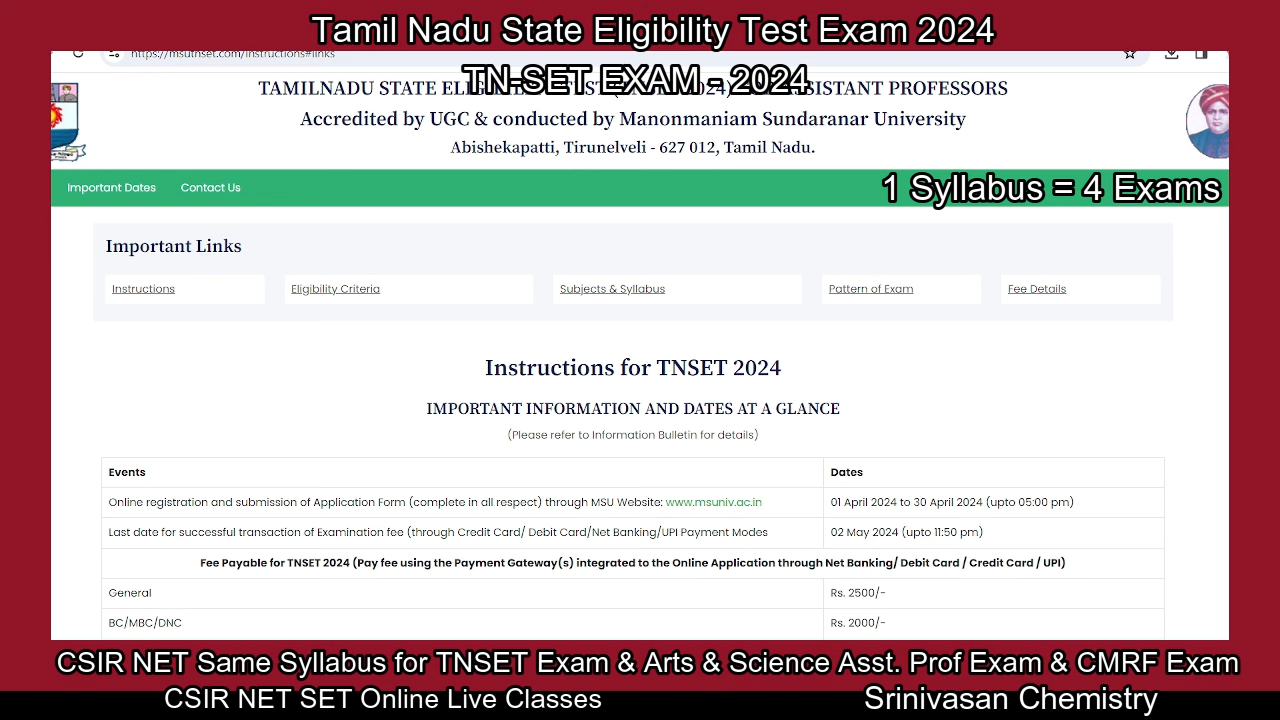 Tamil Nadu State Eligibility Test Exam 2024
https://msutnset.com/instructions#links
TN-SET EXAM - 2024
TAMILNADU STATE 2024) ASSISTANT PROFESSORS
Accredited by UGC & conducted by Manonmaniam Sundaranar University
Abishekapatti, Tirunelveli - 627 012, Tamil Nadu.
Important Dates Contact Us
1 Syllabus = 4 Exams
Important Links
Instructions Eligibility Criteria Subjects & Syllabus Pattern of Exam Fee Details
Instructions for TNSET 2024
IMPORTANT INFORMATION AND DATES AT A GLANCE
(Please refer to Information Bulletin for details)
Events Dates
Online registration and submission of Application Form (complete in all respect) through MSU Website: www.msuniv.ac.in 01 April 2024 to 30 April 2024 (upto 05:00 pm)
Last date for successful transaction of Examination fee (through Credit Card/ Debit Card/Net Banking/UPI Payment Modes 02 May 2024 (upto 11:50 pm)
Fee Payable for TNSET 2024 (Pay fee using the Payment Gateway(s) integrated to the Online Application through Net Banking/ Debit Card / Credit Card / UPI)
General Rs. 2500/-
BC/MBC/DNC Rs. 2000/-
CSIR NET Same Syllabus for TNSET Exam & Arts & Science Asst. Prof Exam & CMRF Exam
CSIR NET SET Online Live Classes Srinivasan Chemistry